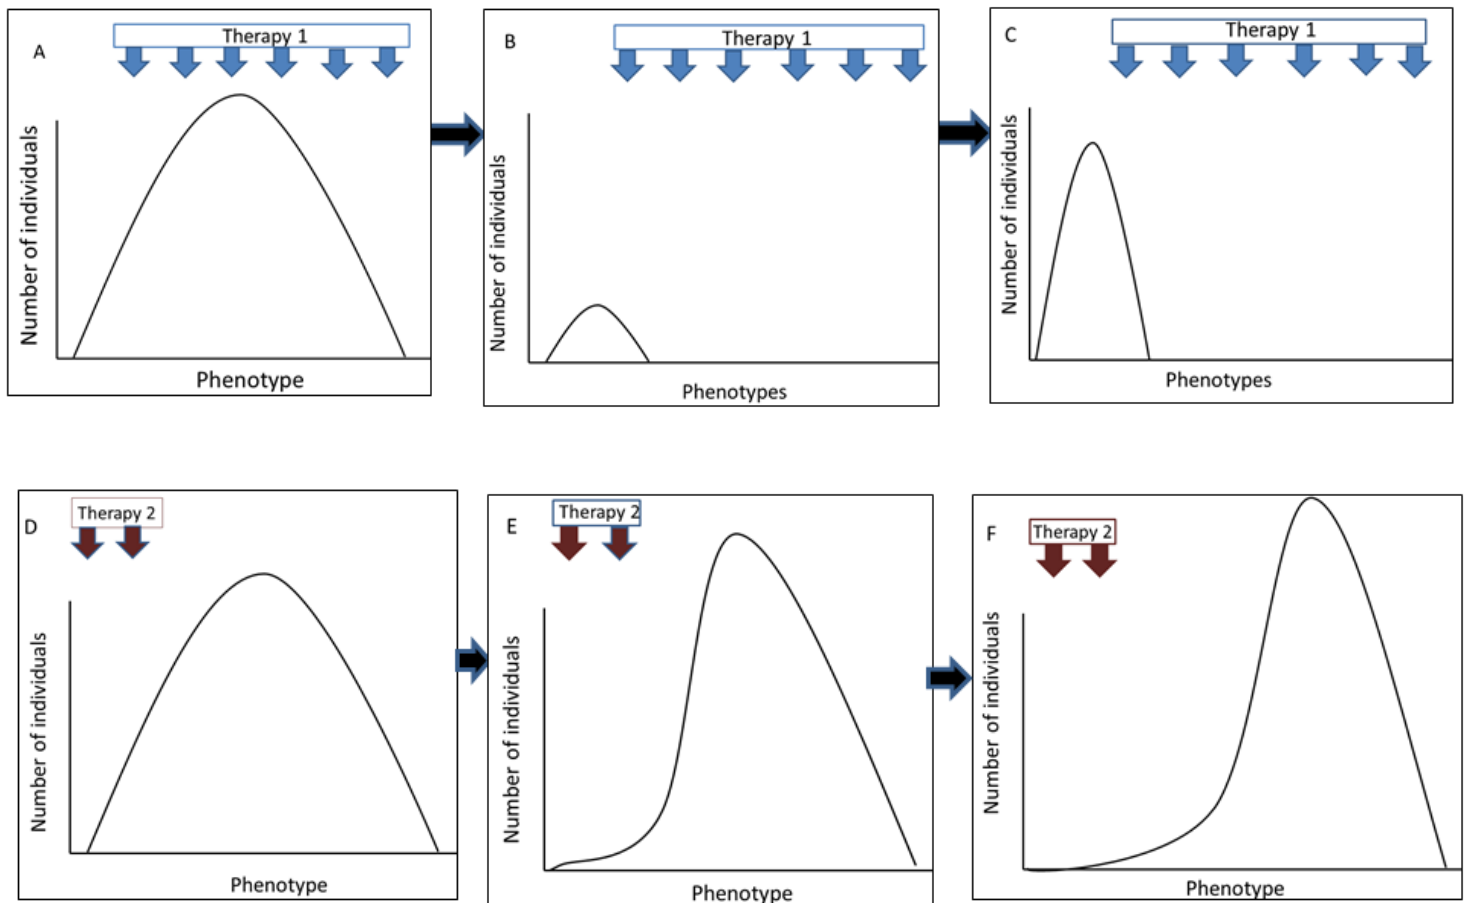 A
Therapy 1
Number of individuals
Phenotype
B
Therapy 1
Number of individuals
Phenotypes
C
Therapy 1
Number of individuals
Phenotypes
D
Therapy 2
Number of individuals
Phenotype
E
Therapy 2
Number of individuals
Phenotype
F
Therapy 2
Number of individuals
Phenotype